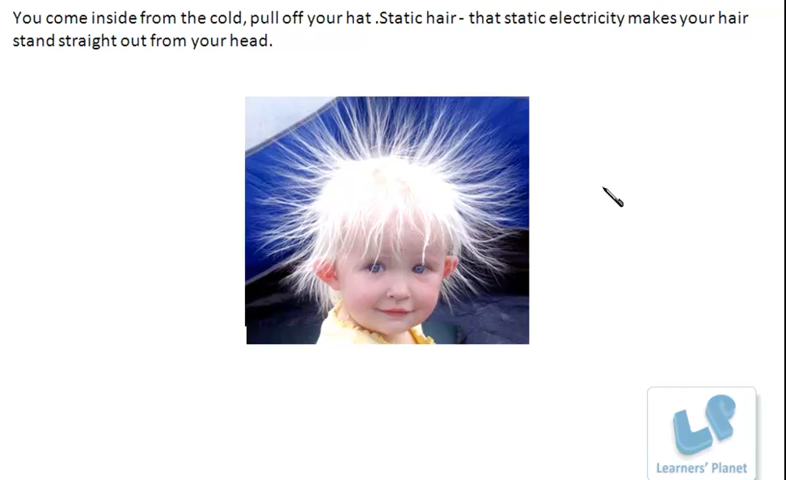 You come inside from the cold, pull off your hat .Static hair - that static electricity makes your hair
stand straight out from your head.
LP
Learners' Planet